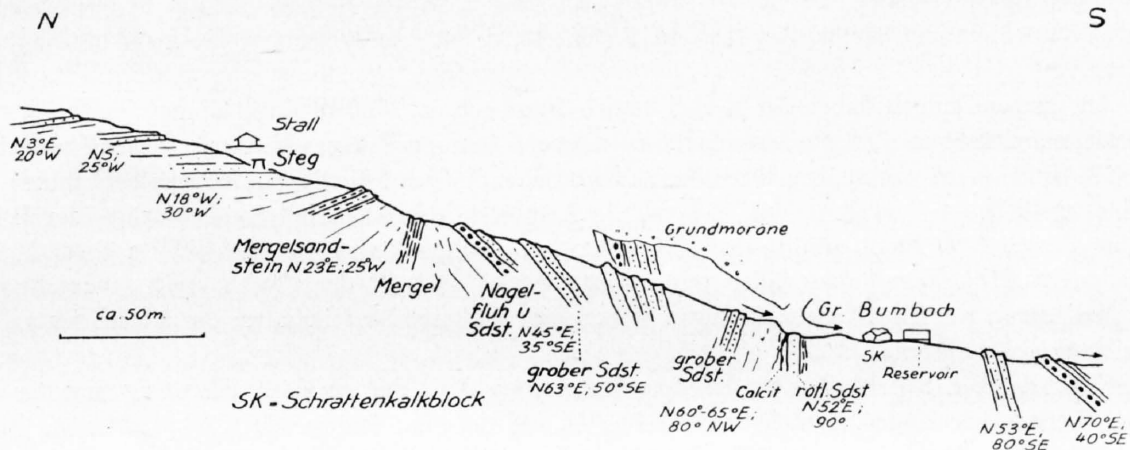 N
S
Stall
Steg
N3°E,
20°W
NS;
25°W
N18°W;
30°W
Mergelsand-
stein N23°E;25°W
Mergel
Nagel-
fluh u
Sdst. N45°E,
35°SE
grober Sdst.
N63°E; 50°SE
Grundmoräne
Gr. Bumbach
SK
Reservoir
grober
Sdst.
N60°-65°E;
80° NW
Calcit
rötl. Sdst
N52°E;
90°
N53°E,
80°SE
N70°E,
40°SE
ca. 50 m.
SK - Schrattenkalkblock